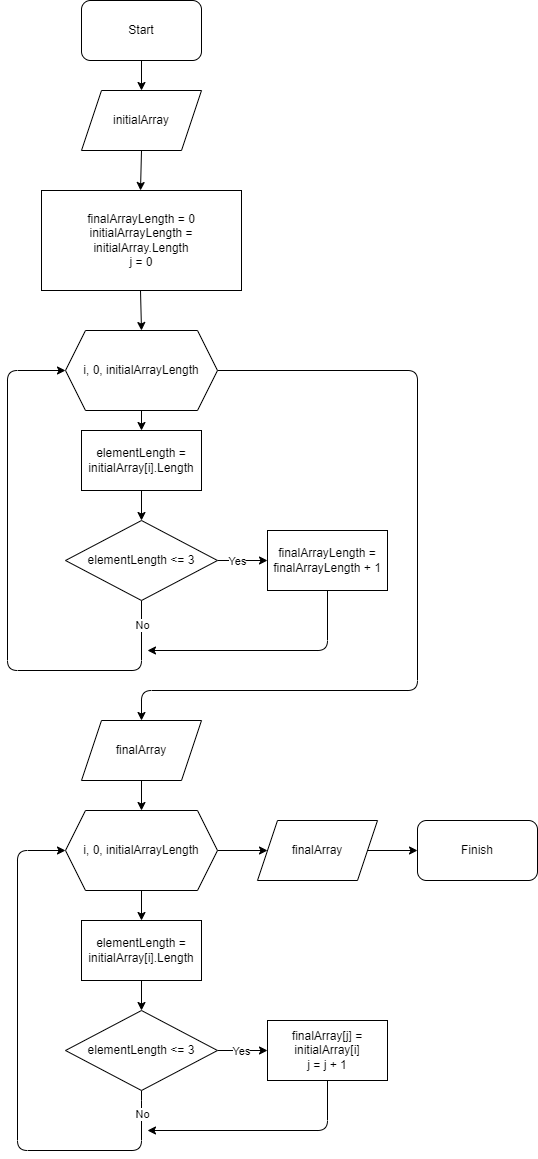 Start
initialArray
finalArrayLength = 0
initialArrayLength =
initialArray.Length
j = 0
i, 0, initialArrayLength
elementLength =
initialArray[i].Length
elementLength <= 3
Yes
finalArrayLength =
finalArrayLength + 1
No
finalArray
i, 0, initialArrayLength
finalArray
Finish
elementLength =
initialArray[i].Length
elementLength <= 3
Yes
finalArray[j] =
initialArray[i]
j = j + 1
No